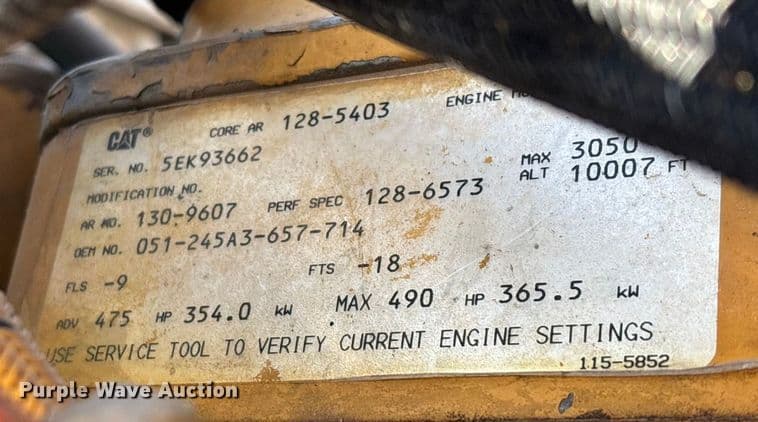 CAT® CORE AR 128-5403 ENGINE
SER. NO. 5EK93662 MAX 3050
MODIFICATION NO. ALT 10007 FT
AR NO. 130-9607 PERF SPEC 128-6573
OEM NO. 051-245A3-657-714
FLS -9 FTS -18
ADV 475 HP 354.0 kW MAX 490 HP 365.5 kW
USE SERVICE TOOL TO VERIFY CURRENT ENGINE SETTINGS
115-5852
Purple Wave Auction